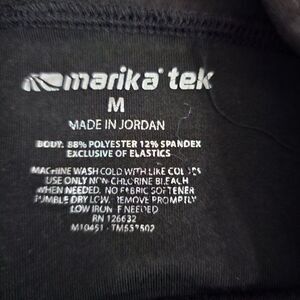 marika tek
M
MADE IN JORDAN
BODY: 88% POLYESTER 12% SPANDEX
EXCLUSIVE OF ELASTICS
MACHINE WASH COLD WITH LIKE COLORS
USE ONLY NON-CHLORINE BLEACH
WHEN NEEDED. NO FABRIC SOFTENER
TUMBLE DRY LOW. REMOVE PROMPTLY
LOW IRON IF NEEDED
RN 126632
M10451 -